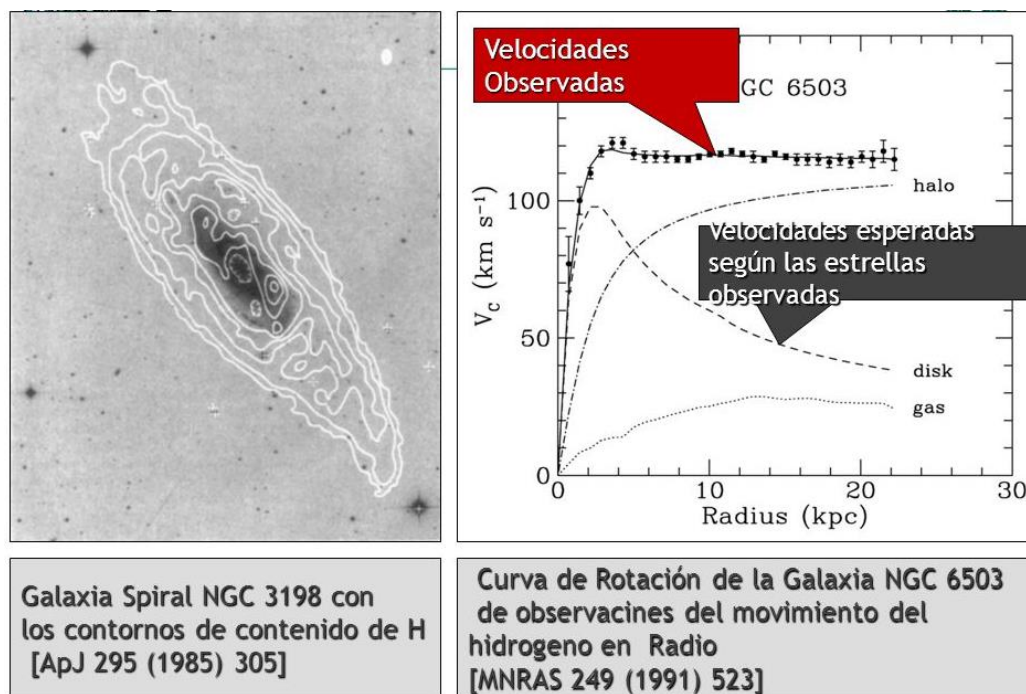 Velocidades
Observadas
GC 6503
100
50
0
V_C (km s⁻¹)
halo
Velocidades esperadas
según las estrellas
observadas
disk
gas
0 10 20 30
Radius (kpc)
Galaxia Spiral NGC 3198 con
los contornos de contenido de H
[ApJ 295 (1985) 305]
Curva de Rotación de la Galaxia NGC 6503
de observacines del movimiento del
hidrogeno en Radio
[MNRAS 249 (1991) 523]